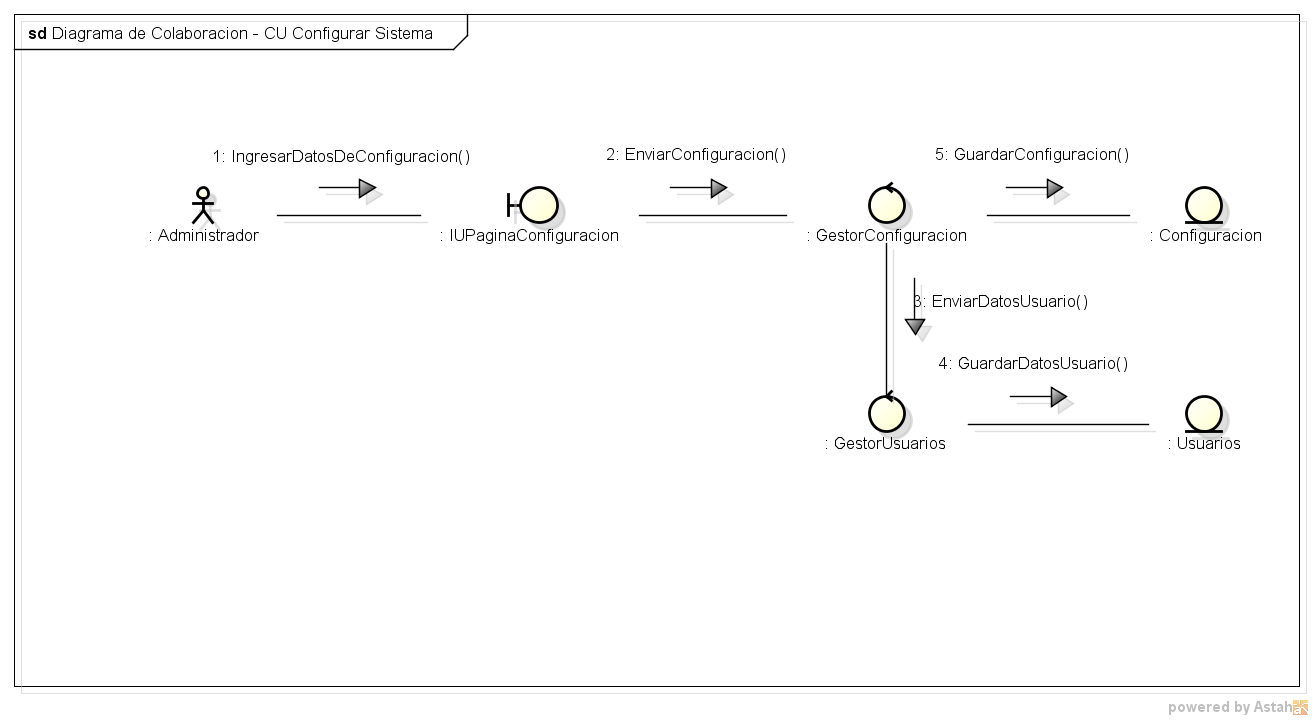 sd Diagrama de Colaboracion - CU Configurar Sistema
1: IngresarDatosDeConfiguracion()
2: EnviarConfiguracion()
5: GuardarConfiguracion()
: Administrador
: IUPaginaConfiguracion
: GestorConfiguracion
: Configuracion
3: EnviarDatosUsuario()
4: GuardarDatosUsuario()
: GestorUsuarios
: Usuarios
powered by Astah